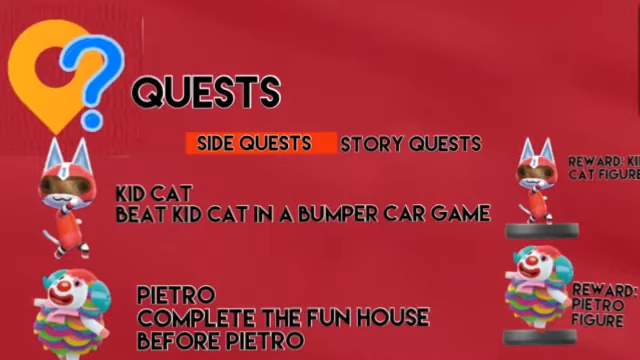 ?
QUESTS
SIDE QUESTS STORY QUESTS
KID CAT
BEAT KID CAT IN A BUMPER CAR GAME
REWARD: KI
CAT FIGURE
PIETRO
COMPLETE THE FUN HOUSE
BEFORE PIETRO
REWARD:
PIETRO
FIGURE